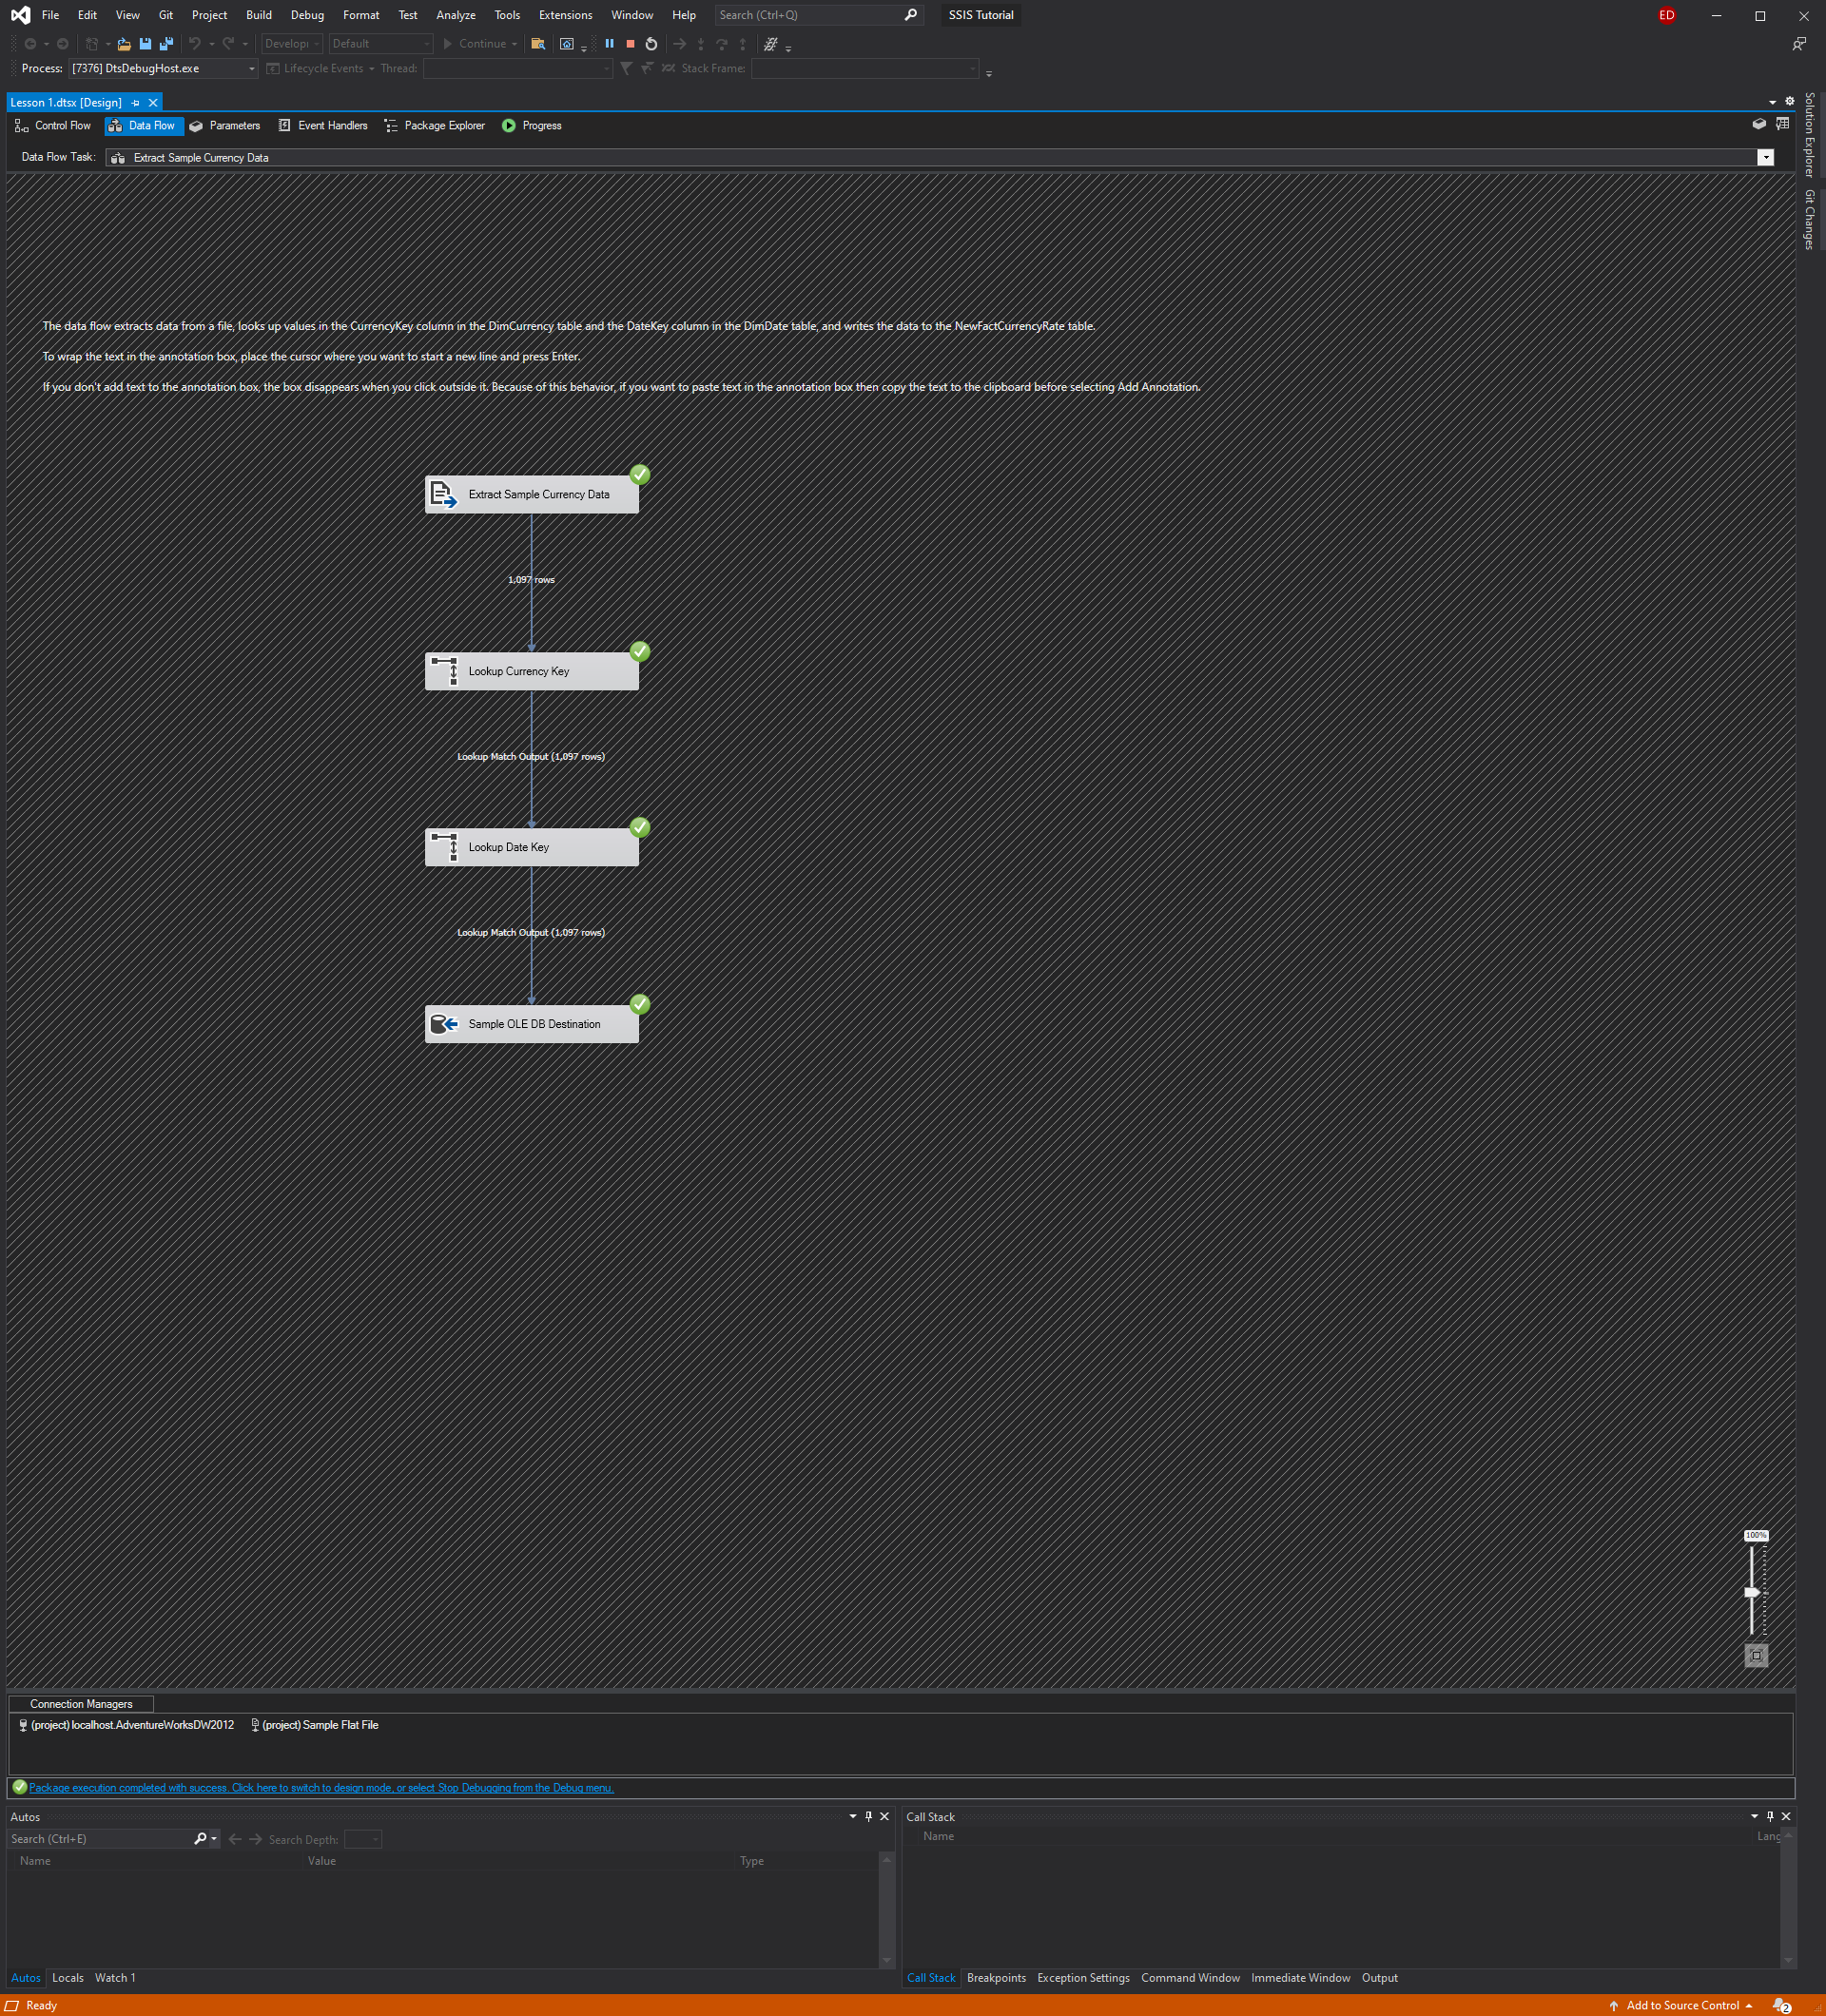 File Edit View Git Project Build Debug Format Test Analyze Tools Extensions Window Help Search (Ctrl+Q) SSIS Tutorial ED
Developi Default Continue
Process: [7376] DtsDebugHost.exe Lifecycle Events Thread: Stack Frame:
Lesson 1.dtsx [Design]
Control Flow Data Flow Parameters Event Handlers Package Explorer Progress
Data Flow Task: Extract Sample Currency Data
Solution Explorer
Git Changes
The data flow extracts data from a file, looks up values in the CurrencyKey column in the DimCurrency table and the DateKey column in the DimDate table, and writes the data to the NewFactCurrencyRate table.
To wrap the text in the annotation box, place the cursor where you want to start a new line and press Enter.
If you don't add text to the annotation box, the box disappears when you click outside it. Because of this behavior, if you want to paste text in the annotation box then copy the text to the clipboard before selecting Add Annotation.
Extract Sample Currency Data
1,097 rows
Lookup Currency Key
Lookup Match Output (1,097 rows)
Lookup Date Key
Lookup Match Output (1,097 rows)
Sample OLE DB Destination
100%
Connection Managers
(project) localhost.AdventureWorksDW2012 (project) Sample Flat File
Package execution completed with success. Click here to switch to design mode, or select Stop Debugging from the Debug menu.
Autos
Search (Ctrl+E) Search Depth:
Name Value Type
Autos Locals Watch 1
Call Stack
Name Lang
Call Stack Breakpoints Exception Settings Command Window Immediate Window Output
Ready Add to Source Control 2